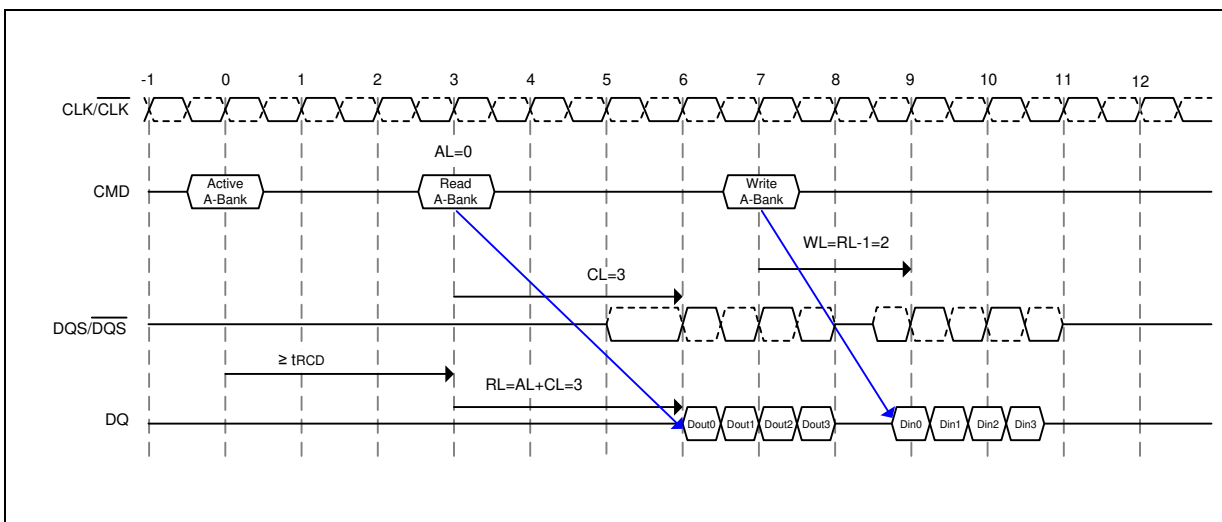 -1 0 1 2 3 4 5 6 7 8 9 10 11 12
CLK/CLK
AL=0
CMD
Active
A-Bank
Read
A-Bank
Write
A-Bank
WL=RL-1=2
CL=3
DQS/DQS
≥ tRCD
RL=AL+CL=3
DQ
Dout0 Dout1 Dout2 Dout3 Din0 Din1 Din2 Din3